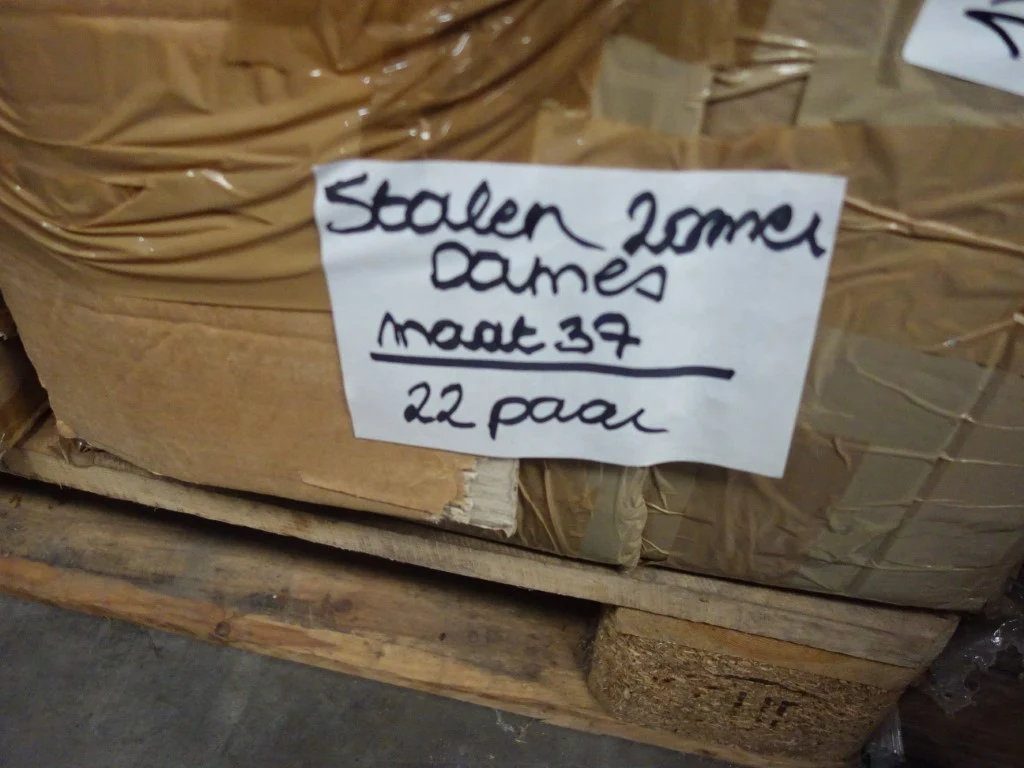 Stalen zomer
Dames
maat 37
22 paar